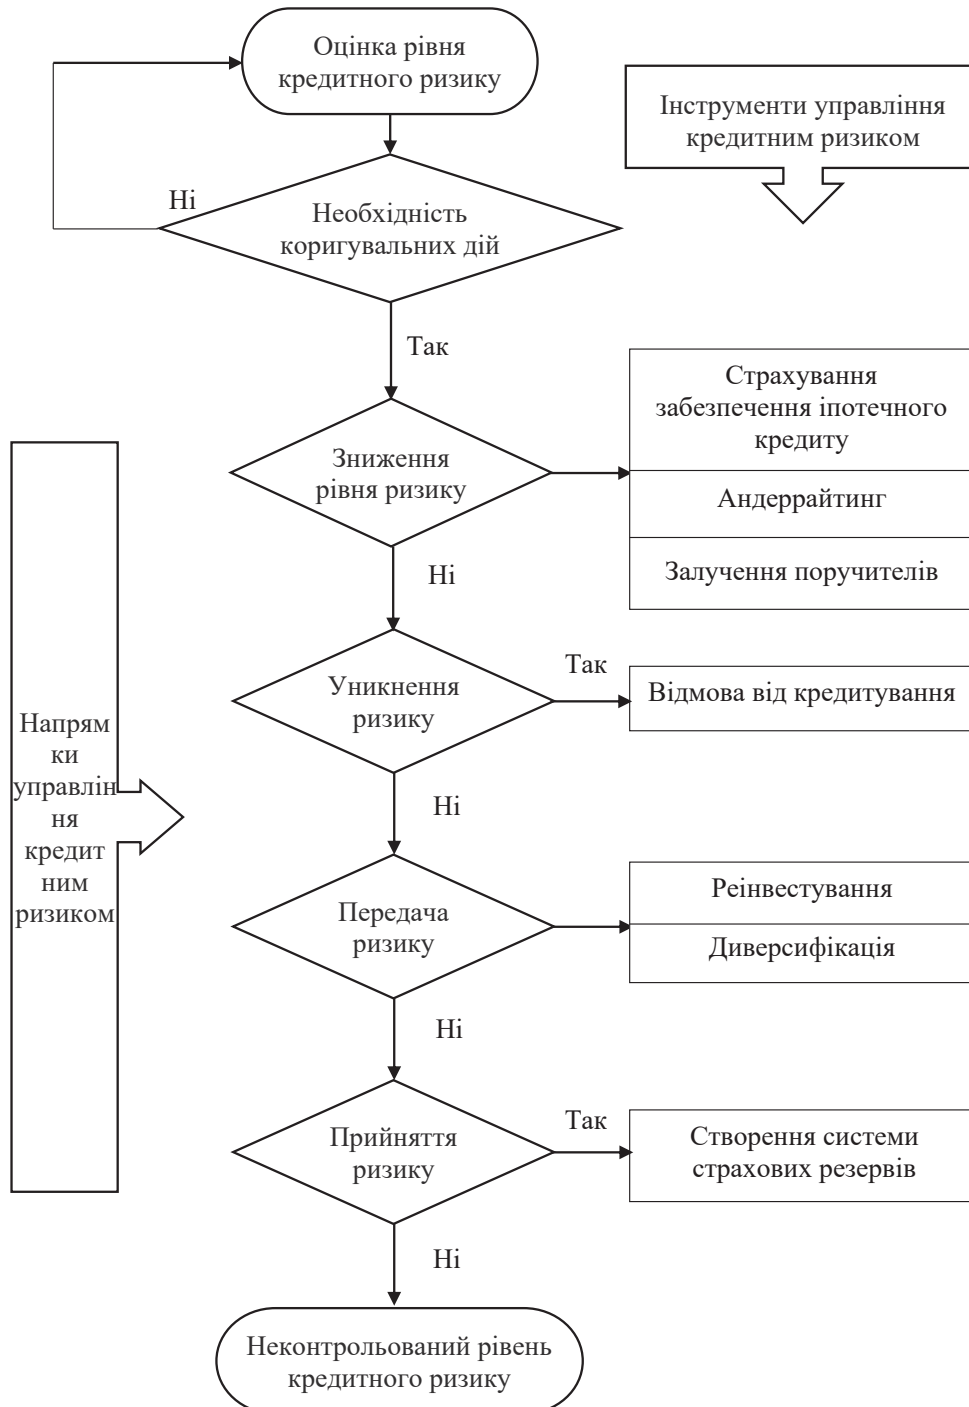 Оцінка рівня
кредитного ризику
Інструменти управління
кредитним ризиком
Ні
Необхідність
коригувальних дій
Так
Страхування
забезпечення іпотечного
кредиту
Зниження
рівня ризику
Андеррайтинг
Залучення поручителів
Ні
Уникнення
ризику
Так
Відмова від кредитування
Напрям
ки
управлін
ня
кредит
ним
ризиком
Ні
Передача
ризику
Реінвестування
Диверсифікація
Ні
Прийняття
ризику
Так
Створення системи
страхових резервів
Ні
Неконтрольований рівень
кредитного ризику